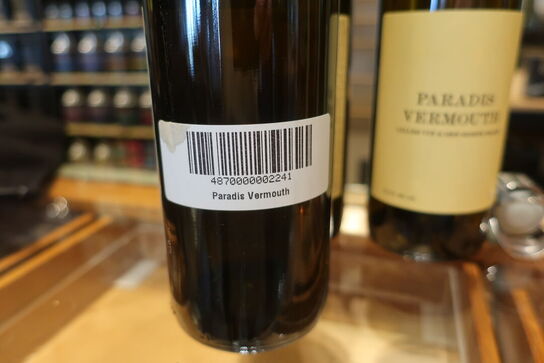 4870000002241
Paradis Vermouth
PARADIS
VERMOUTH